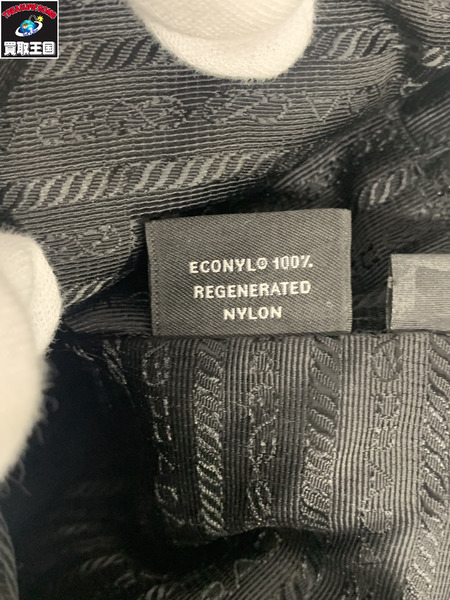 買取王国
ECONYL® 100%
REGENERATED
NYLON